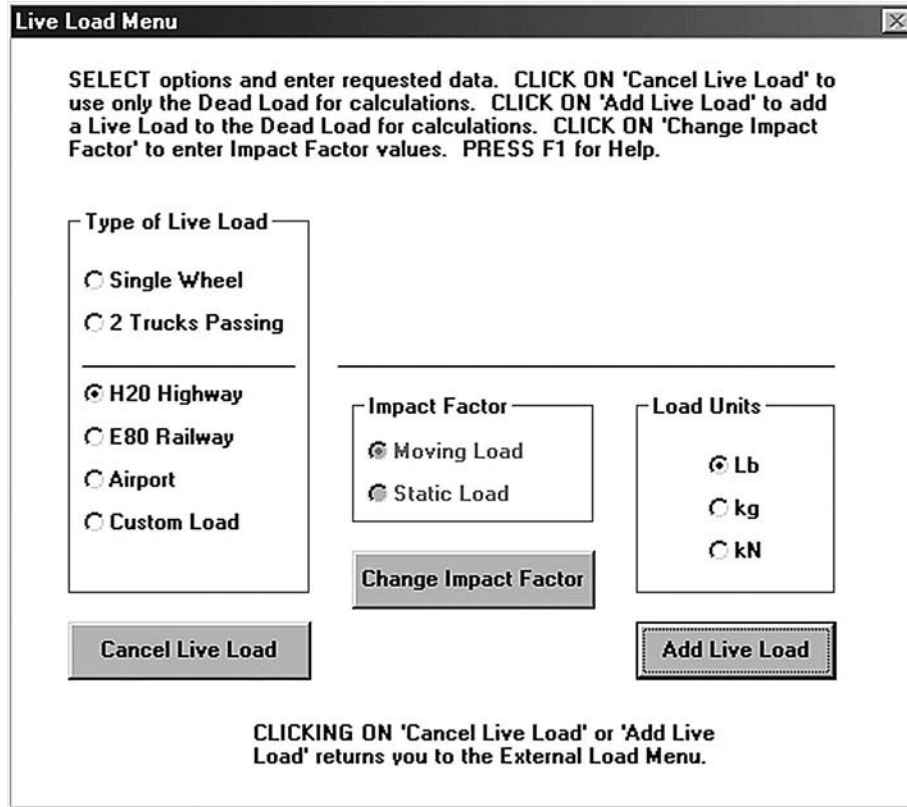 Live Load Menu
SELECT options and enter requested data.  CLICK ON 'Cancel Live Load' to
use only the Dead Load for calculations.  CLICK ON 'Add Live Load' to add
a Live Load to the Dead Load for calculations.  CLICK ON 'Change Impact
Factor' to enter Impact Factor values.  PRESS F1 for Help.
Type of Live Load
Single Wheel
2 Trucks Passing
H20 Highway
E80 Railway
Airport
Custom Load
Impact Factor
Moving Load
Static Load
Change Impact Factor
Load Units
Lb
kg
kN
Cancel Live Load
Add Live Load
CLICKING ON 'Cancel Live Load' or 'Add Live
Load' returns you to the External Load Menu.